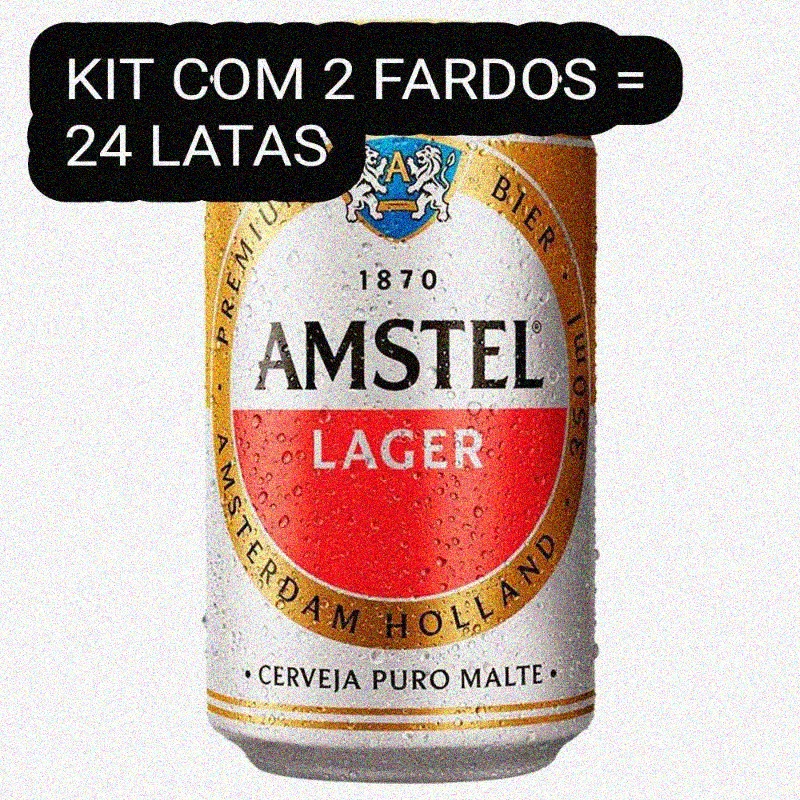 KIT COM 2 FARDOS =
24 LATAS
A
PREMIUM BIER · 350ml ·
1870
AMSTEL®
LAGER
· AMSTERDAM HOLLAND ·
· CERVEJA PURO MALTE ·